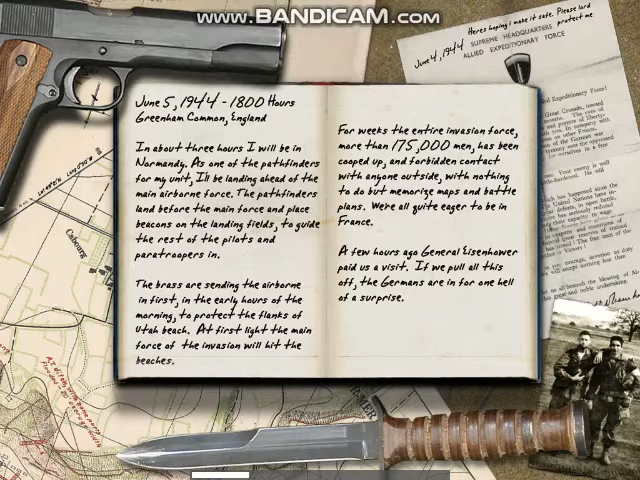 www.BANDICAM.com
Here's hoping I make it safe. Please lord
protect me
June 4, 1944
SUPREME HEADQUARTERS
ALLIED EXPEDITIONARY FORCE
June 5, 1944 - 1800 Hours
Greenham Common, England
In about three hours I will be in
Normandy. As one of the pathfinders
for my unit, I'll be landing ahead of the
main airborne force. The pathfinders
land before the main force and place
beacons on the landing fields, to guide
the rest of the pilots and
paratroopers in.
The brass are sending the airborne
in first, in the early hours of the
morning, to protect the flanks of
Utah beach. At first light the main
force of the invasion will hit the
beaches.
For weeks the entire invasion force,
more than 175,000 men, has been
cooped up, and forbidden contact
with anyone outside, with nothing
to do but memorize maps and battle
plans. We're all quite eager to be in
France.
A few hours ago General Eisenhower
paid us a visit. If we pull all this
off, the Germans are in for one hell
of a surprise.